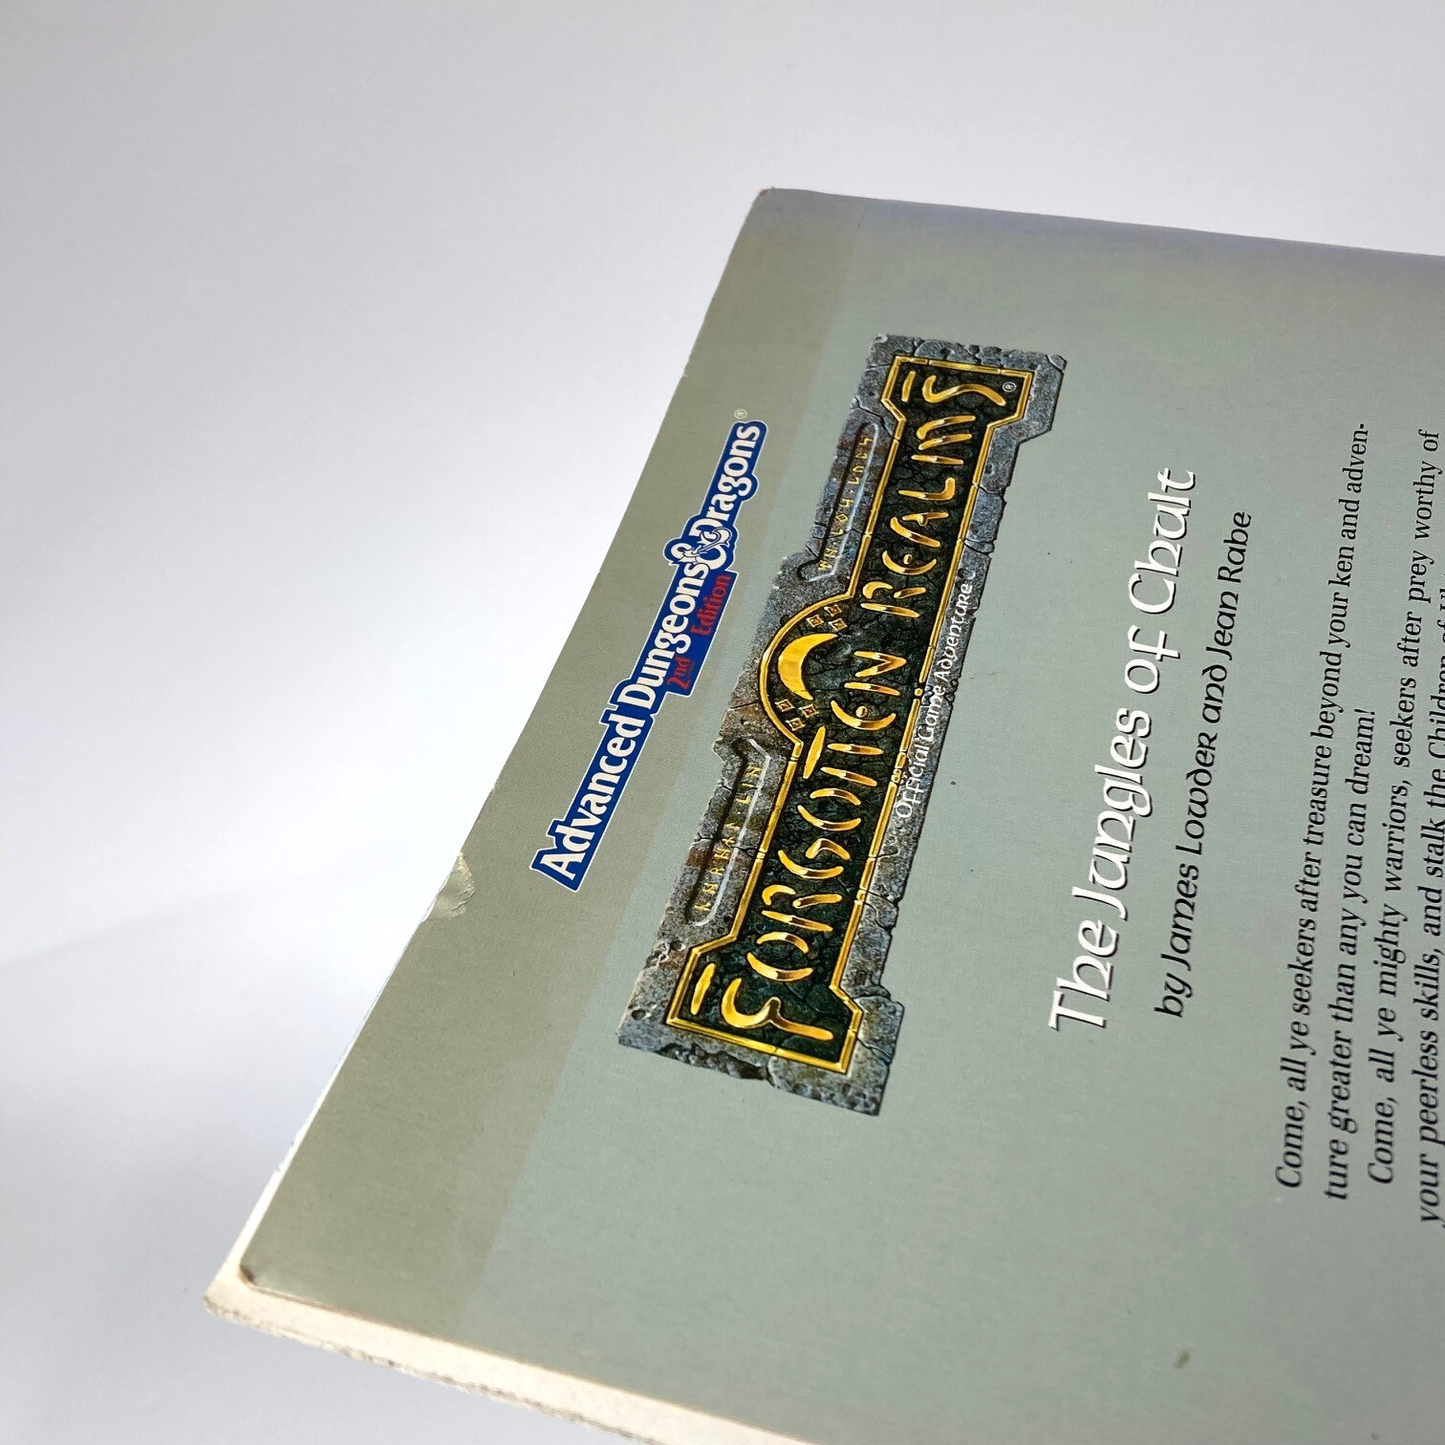 Advanced Dungeons & Dragons®
2nd Edition
FORGOTTEN REALMS®
Official Game Adventure
The Jungles of Chult
by James Lowder and Jean Rabe
Come, all ye seekers after treasure beyond your ken and adven-
ture greater than any you can dream!
Come, all ye mighty warriors, seekers after prey worthy of
your peerless skills, and stalk the Children of